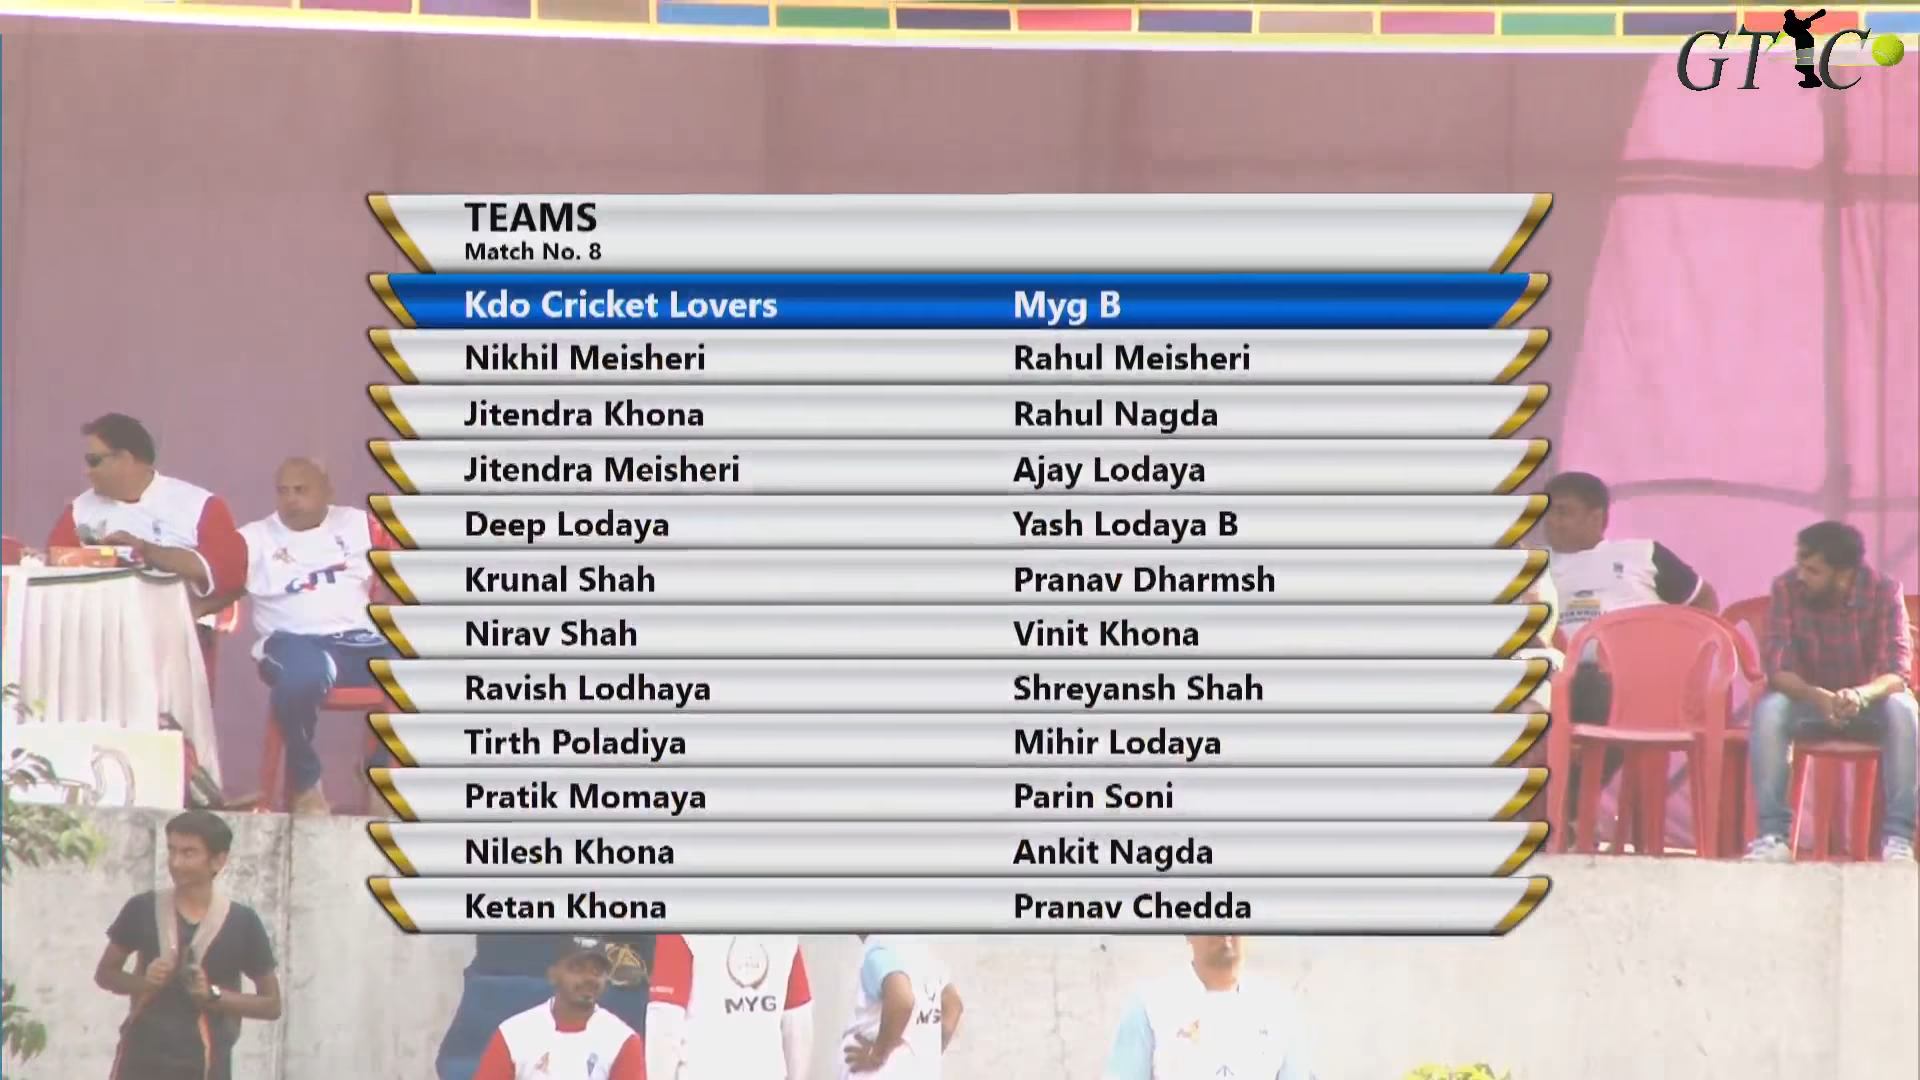 GTC
TEAMS
Match No. 8
Kdo Cricket Lovers Myg B
Nikhil Meisheri Rahul Meisheri
Jitendra Khona Rahul Nagda
Jitendra Meisheri Ajay Lodaya
Deep Lodaya Yash Lodaya B
Krunal Shah Pranav Dharmsh
Nirav Shah Vinit Khona
Ravish Lodhaya Shreyansh Shah
Tirth Poladiya Mihir Lodaya
Pratik Momaya Parin Soni
Nilesh Khona Ankit Nagda
Ketan Khona Pranav Chedda
MYG